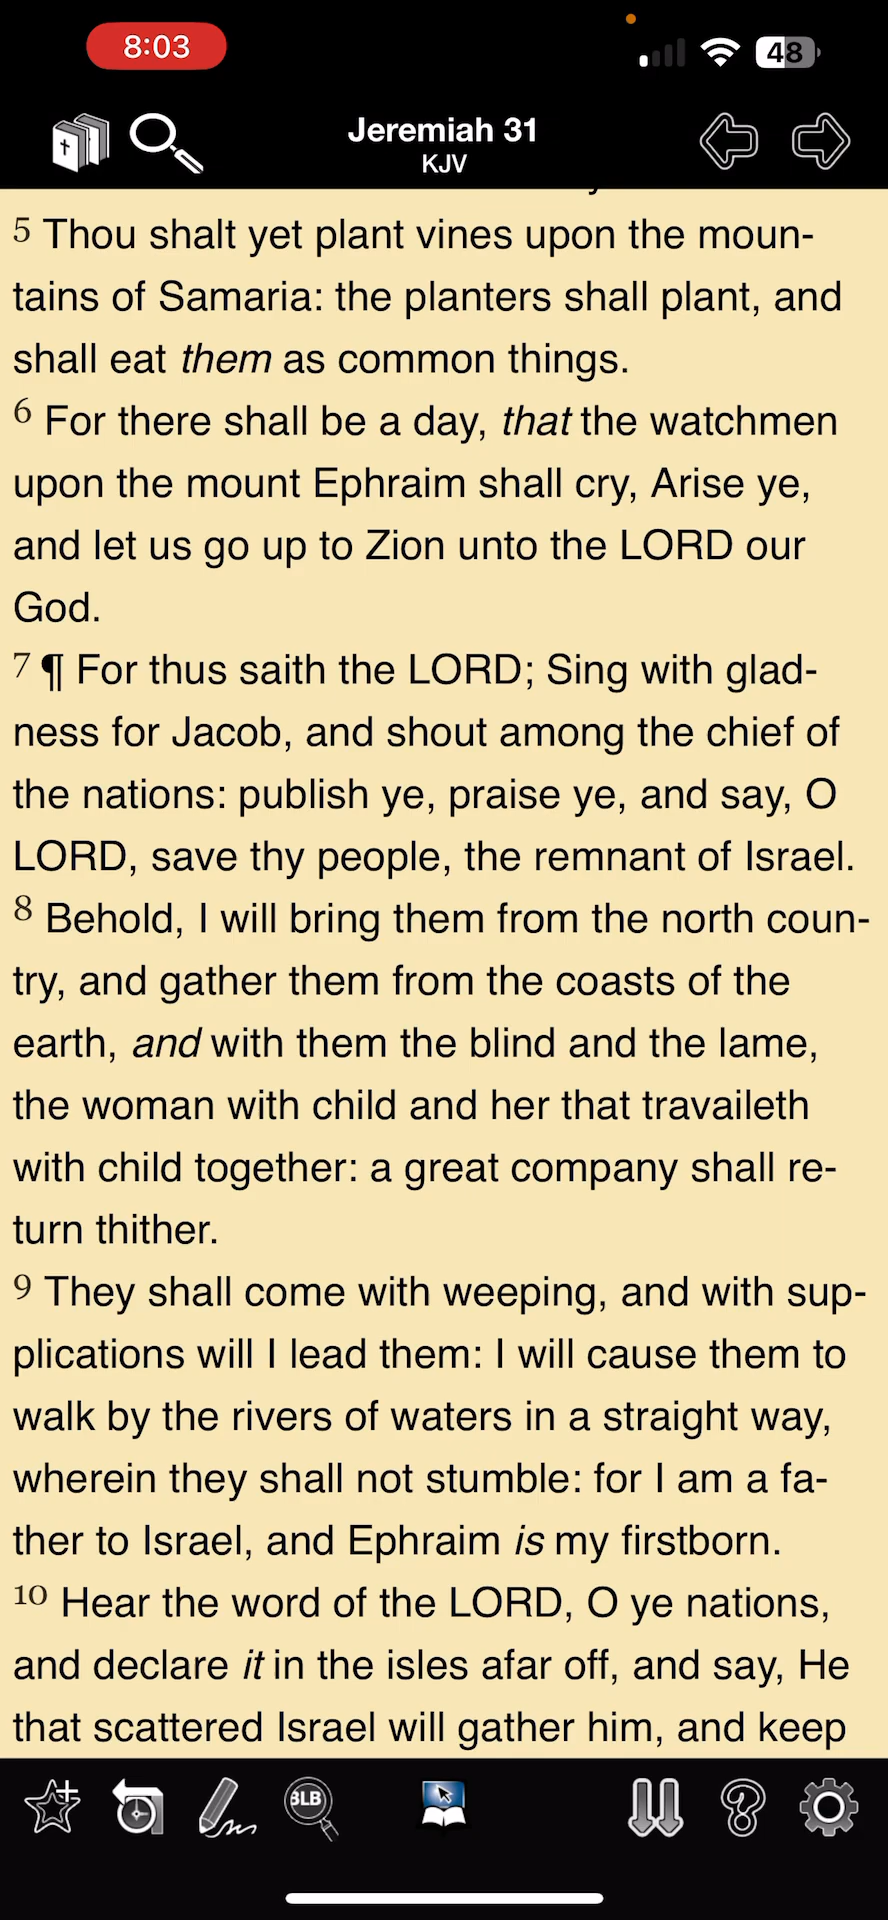 8:03
48
Jeremiah 31
KJV
5 Thou shalt yet plant vines upon the moun-
tains of Samaria: the planters shall plant, and
shall eat them as common things.
6 For there shall be a day, that the watchmen
upon the mount Ephraim shall cry, Arise ye,
and let us go up to Zion unto the LORD our
God.
7 ¶ For thus saith the LORD; Sing with glad-
ness for Jacob, and shout among the chief of
the nations: publish ye, praise ye, and say, O
LORD, save thy people, the remnant of Israel.
8 Behold, I will bring them from the north coun-
try, and gather them from the coasts of the
earth, and with them the blind and the lame,
the woman with child and her that travaileth
with child together: a great company shall re-
turn thither.
9 They shall come with weeping, and with sup-
plications will I lead them: I will cause them to
walk by the rivers of waters in a straight way,
wherein they shall not stumble: for I am a fa-
ther to Israel, and Ephraim is my firstborn.
10 Hear the word of the LORD, O ye nations,
and declare it in the isles afar off, and say, He
that scattered Israel will gather him, and keep
BLB